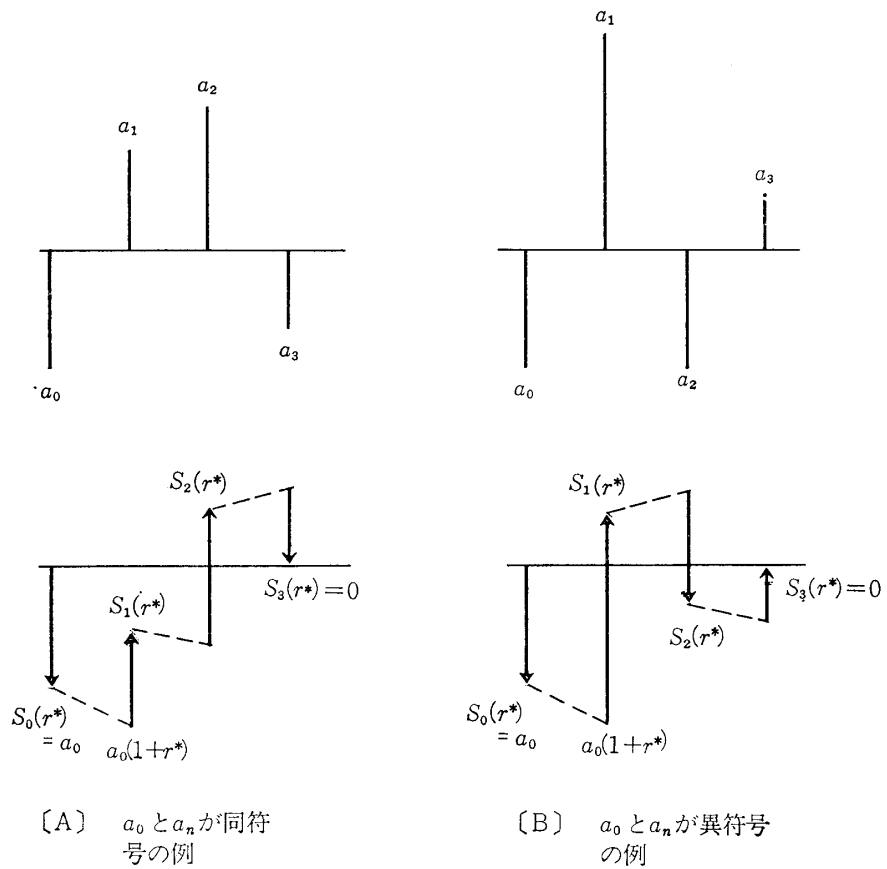 a₁
a₂
a₁
a₃
a₃
a₀
a₂
a₀
S₂(r*)
S₁(r*)
S₃(r*)=0
S₀(r*)
= a₀
a₀(1+r*)
S₁(r*)
S₃(r*)=0
S₂(r*)
S₀(r*)
= a₀
a₀(1+r*)
〔A〕 a₀とaₙが同符
号の例
〔B〕 a₀とaₙが異符号
の例